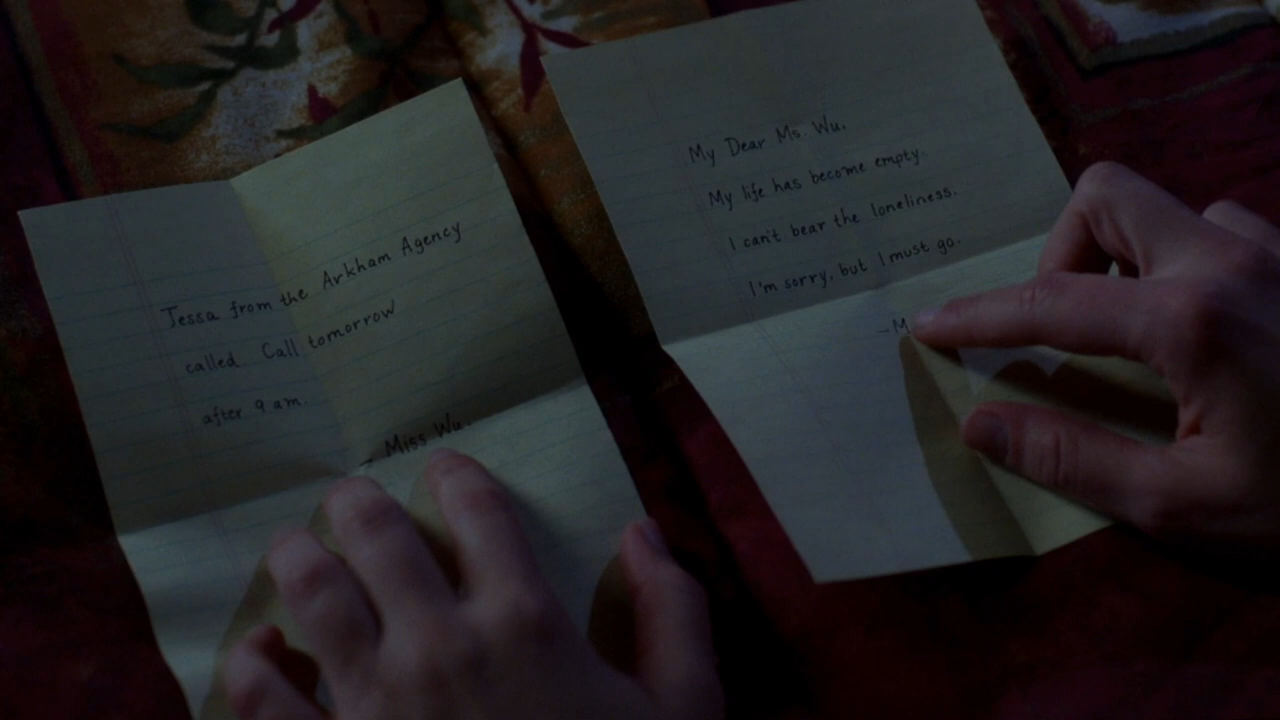 Tessa from the Arkham Agency
called. Call tomorrow
after 9 am.
- Miss Wu.
My Dear Ms. Wu,
My life has become empty.
I can't bear the loneliness.
I'm sorry, but I must go.
-M